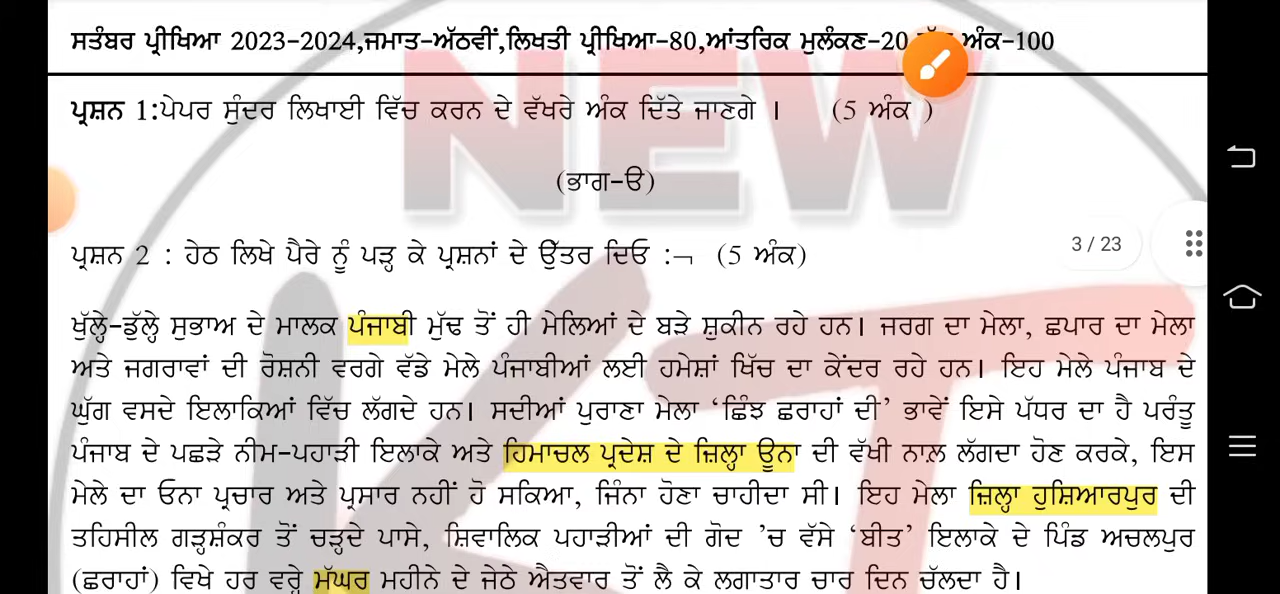 ਸਤੰਬਰ ਪ੍ਰੀਖਿਆ 2023-2024,ਜਮਾਤ-ਅੱਠਵੀਂ,ਲਿਖਤੀ ਪ੍ਰੀਖਿਆ-80,ਆਂਤਰਿਕ ਮੁਲੰਕਣ-20 ਅੰਕ-100
ਪ੍ਰਸ਼ਨ 1:ਪੇਪਰ ਸੁੰਦਰ ਲਿਖਾਈ ਵਿੱਚ ਕਰਨ ਦੇ ਵੱਖਰੇ ਅੰਕ ਦਿੱਤੇ ਜਾਣਗੇ । (5 ਅੰਕ )
NEW
(ਭਾਗ-ੳ)
ਪ੍ਰਸ਼ਨ 2 : ਹੇਠ ਲਿਖੇ ਪੈਰੇ ਨੂੰ ਪੜ੍ਹ ਕੇ ਪ੍ਰਸ਼ਨਾਂ ਦੇ ਉੱਤਰ ਦਿਓ :¬ (5 ਅੰਕ)
3 / 23
KT
ਖੁੱਲ੍ਹੇ-ਡੁੱਲ੍ਹੇ ਸੁਭਾਅ ਦੇ ਮਾਲਕ ਪੰਜਾਬੀ ਮੁੱਢ ਤੋਂ ਹੀ ਮੇਲਿਆਂ ਦੇ ਬੜੇ ਸ਼ੁਕੀਨ ਰਹੇ ਹਨ। ਜਰਗ ਦਾ ਮੇਲਾ, ਛਪਾਰ ਦਾ ਮੇਲਾ
ਅਤੇ ਜਗਰਾਵਾਂ ਦੀ ਰੋਸ਼ਨੀ ਵਰਗੇ ਵੱਡੇ ਮੇਲੇ ਪੰਜਾਬੀਆਂ ਲਈ ਹਮੇਸ਼ਾਂ ਖਿੱਚ ਦਾ ਕੇਂਦਰ ਰਹੇ ਹਨ। ਇਹ ਮੇਲੇ ਪੰਜਾਬ ਦੇ
ਘੁੱਗ ਵਸਦੇ ਇਲਾਕਿਆਂ ਵਿੱਚ ਲੱਗਦੇ ਹਨ। ਸਦੀਆਂ ਪੁਰਾਣਾ ਮੇਲਾ ‘ਛਿੰਝ ਛਰਾਹਾਂ ਦੀ’ ਭਾਵੇਂ ਇਸੇ ਪੱਧਰ ਦਾ ਹੈ ਪਰੰਤੂ
ਪੰਜਾਬ ਦੇ ਪਛੜੇ ਨੀਮ-ਪਹਾੜੀ ਇਲਾਕੇ ਅਤੇ ਹਿਮਾਚਲ ਪ੍ਰਦੇਸ਼ ਦੇ ਜ਼ਿਲ੍ਹਾ ਊਨਾ ਦੀ ਵੱਖੀ ਨਾਲ਼ ਲੱਗਦਾ ਹੋਣ ਕਰਕੇ, ਇਸ
ਮੇਲੇ ਦਾ ਓਨਾ ਪ੍ਰਚਾਰ ਅਤੇ ਪ੍ਰਸਾਰ ਨਹੀਂ ਹੋ ਸਕਿਆ, ਜਿੰਨਾ ਹੋਣਾ ਚਾਹੀਦਾ ਸੀ। ਇਹ ਮੇਲਾ ਜ਼ਿਲ੍ਹਾ ਹੁਸ਼ਿਆਰਪੁਰ ਦੀ
ਤਹਿਸੀਲ ਗੜ੍ਹਸ਼ੰਕਰ ਤੋਂ ਚੜ੍ਹਦੇ ਪਾਸੇ, ਸ਼ਿਵਾਲਿਕ ਪਹਾੜੀਆਂ ਦੀ ਗੋਦ ’ਚ ਵੱਸੇ ‘ਬੀਤ’ ਇਲਾਕੇ ਦੇ ਪਿੰਡ ਅਚਲਪੁਰ
(ਛਰਾਹਾਂ) ਵਿਖੇ ਹਰ ਵਰ੍ਹੇ ਮੱਘਰ ਮਹੀਨੇ ਦੇ ਜੇਠੇ ਐਤਵਾਰ ਤੋਂ ਲੈ ਕੇ ਲਗਾਤਾਰ ਚਾਰ ਦਿਨ ਚੱਲਦਾ ਹੈ।